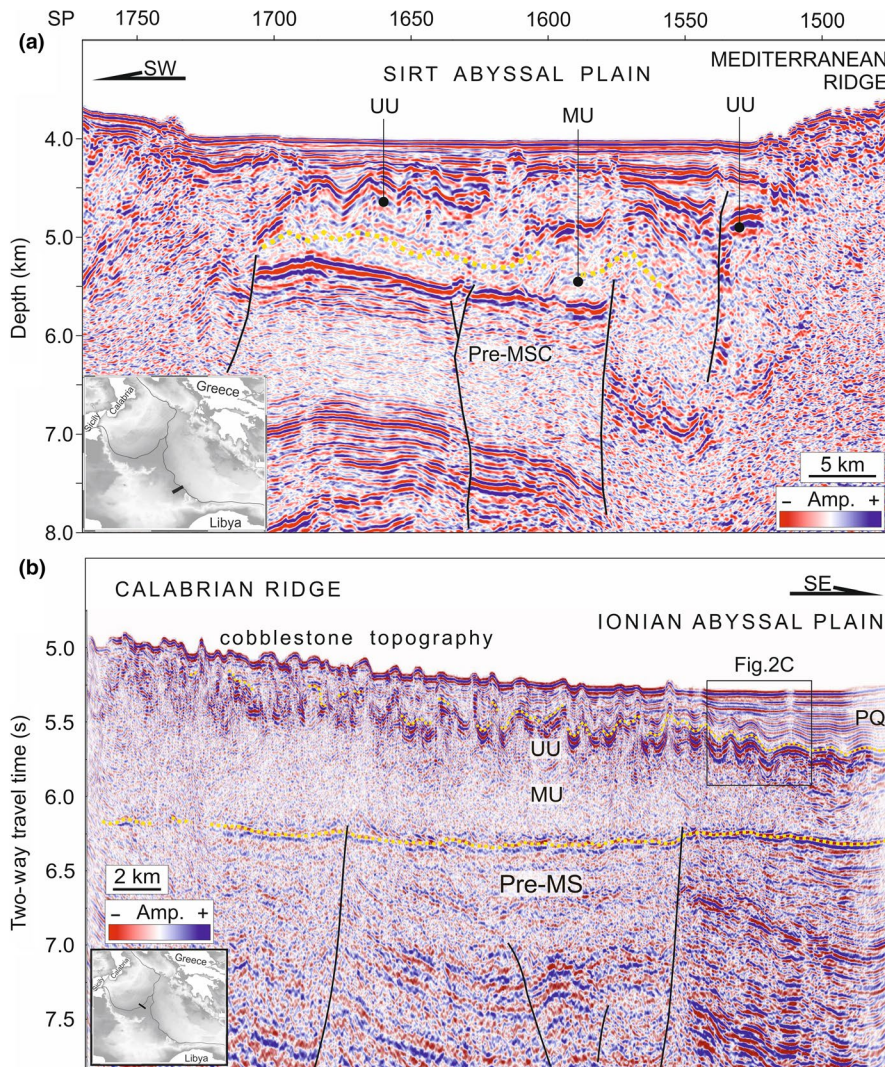 SP 1700 1650 1600 1550 1500
(a)
SW
SIRT ABYSSAL PLAIN
MEDITERRANEAN
RIDGE
UU
MU
UU
4.0
5.0
6.0
7.0
8.0
Depth (km)
Pre-MSC
Greece
Calabria
Sicily
Libya
5 km
– Amp. +
(b)
CALABRIAN RIDGE
SE
IONIAN ABYSSAL PLAIN
cobblestone topography
Fig.2C
PQ
UU
MU
Pre-MS
5.0
5.5
6.0
6.5
7.0
7.5
Two-way travel time (s)
2 km
– Amp. +
Greece
Calabria
Sicily
Libya